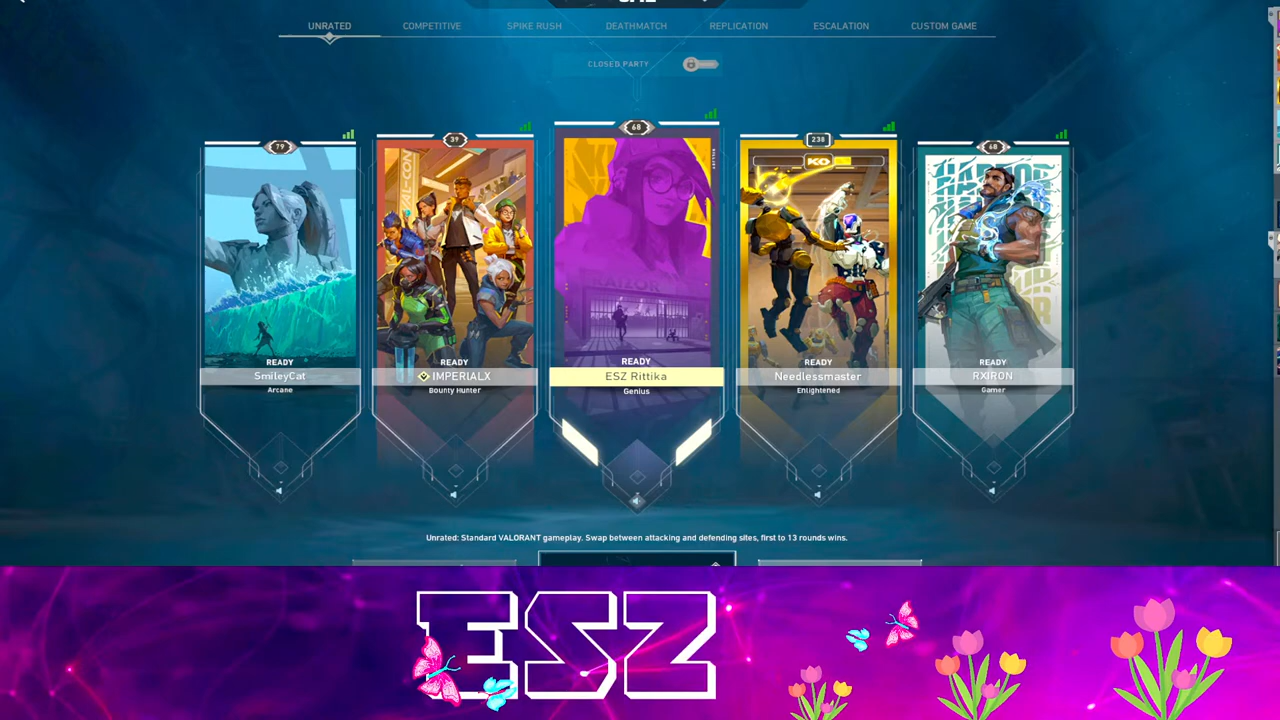 UNRATED COMPETITIVE SPIKE RUSH DEATHMATCH REPLICATION ESCALATION CUSTOM GAME
CLOSED PARTY
79 39 68 238 68
KO
READY READY READY READY READY
SmileyCat IMPERIALX ESZ Rittika Needlessmaster RXIRON
Arcane Bounty Hunter Genius Enlightened Gamer
Unrated: Standard VALORANT gameplay. Swap between attacking and defending sites, first to 13 rounds wins.
ESZ